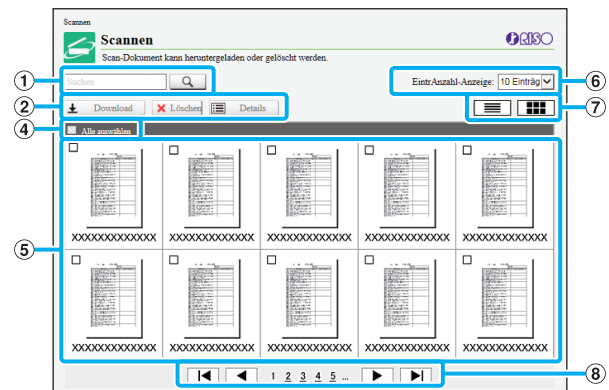 Scannen
Scannen
RISO
Scan-Dokument kann heruntergeladen oder gelöscht werden.
1
Suchen
EintrAnzahl-Anzeige: 10 Einträg
6
2
Download
Löschen
Details
7
4
Alle auswählen
5
XXXXXXXXXXXXX XXXXXXXXXXXXX XXXXXXXXXXXXX XXXXXXXXXXXXX XXXXXXXXXXXXX
XXXXXXXXXXXXX XXXXXXXXXXXXX XXXXXXXXXXXXX XXXXXXXXXXXXX XXXXXXXXXXXXX
1 2 3 4 5 ...
8